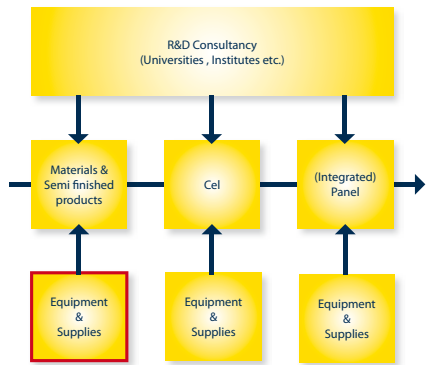 R&D Consultancy
(Universities , Institutes etc.)
Materials &
Semi finished
products
Cel
(Integrated)
Panel
Equipment
&
Supplies
Equipment
&
Supplies
Equipment
&
Supplies